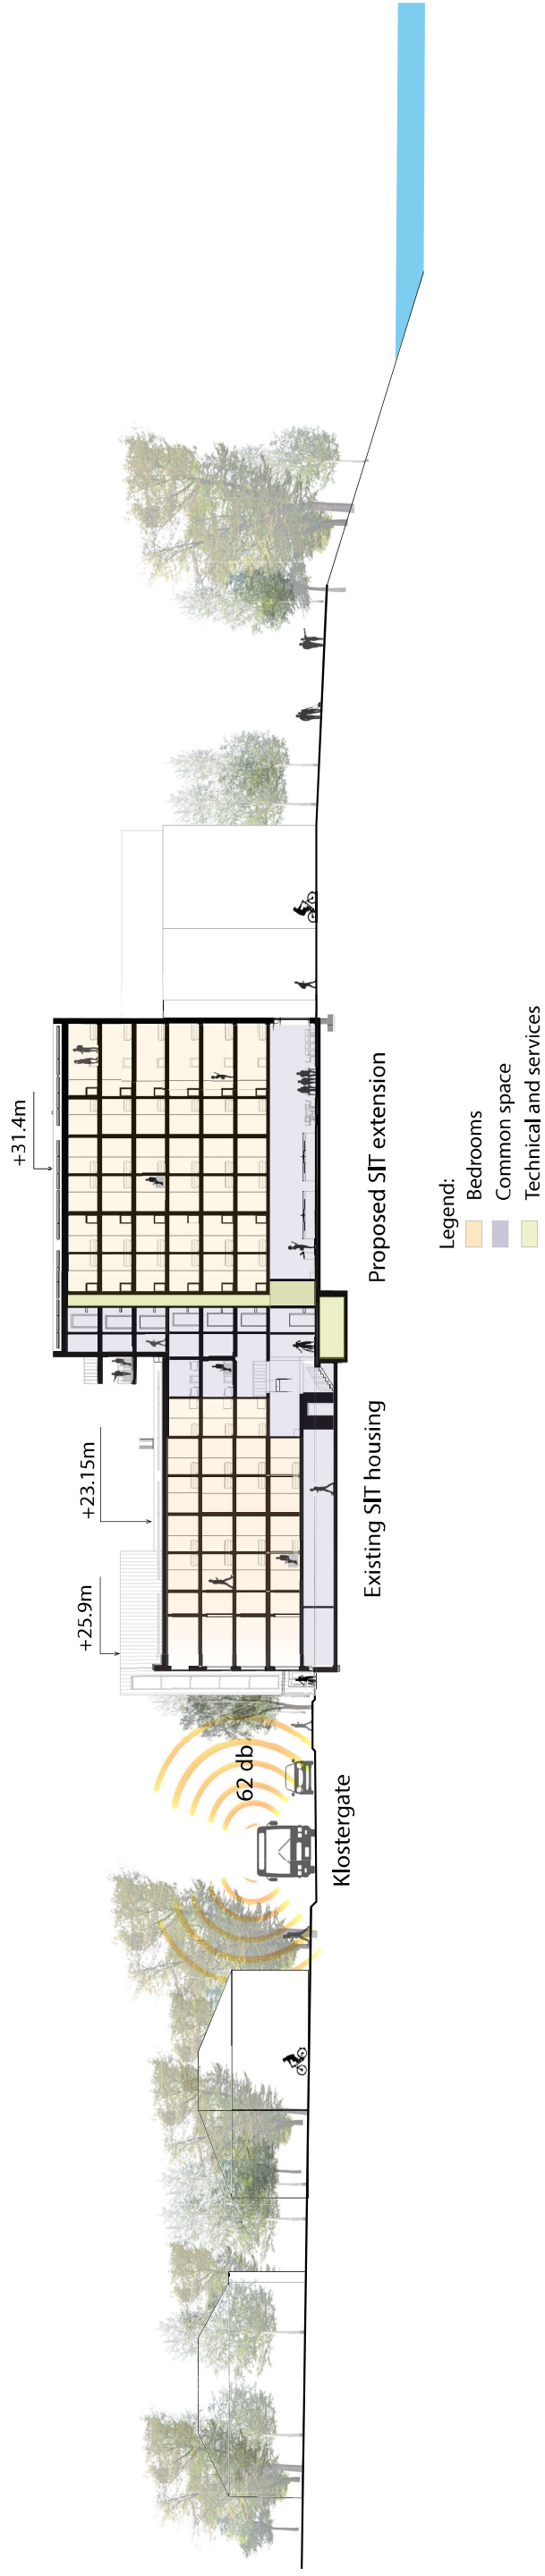 +25.9m
+23.15m
+31.4m
62 db
Klostergate
Existing SIT housing
Proposed SIT extension
Legend:
Bedrooms
Common space
Technical and services